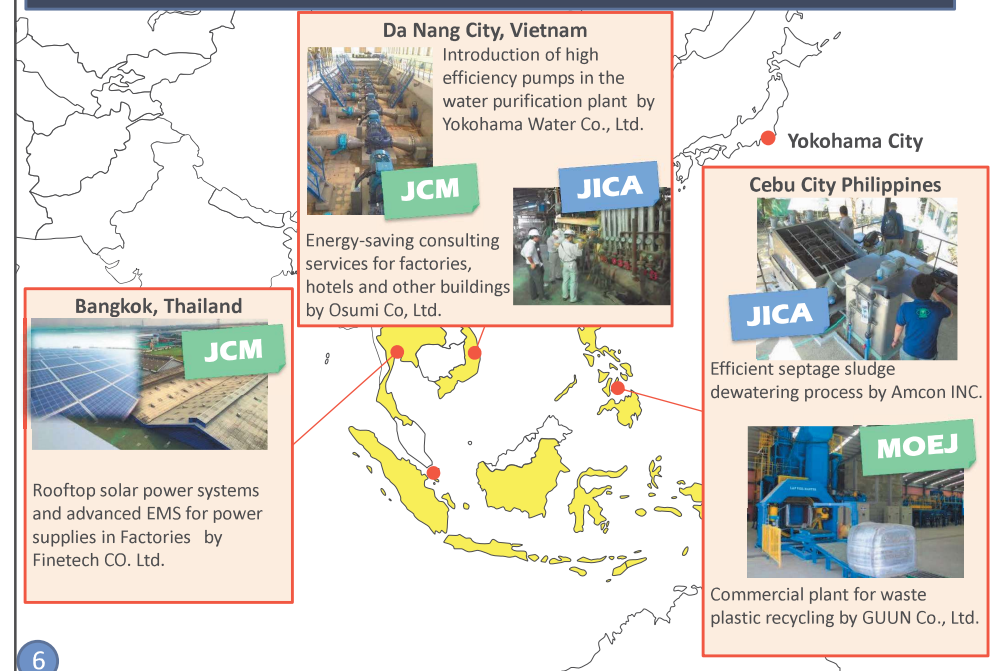 Da Nang City, Vietnam
Introduction of high
efficiency pumps in the
water purification plant by
Yokohama Water Co., Ltd.
JCM
JICA
Energy-saving consulting
services for factories,
hotels and other buildings
by Osumi Co, Ltd.
Yokohama City
Cebu City Philippines
JICA
Efficient septage sludge
dewatering process by Amcon INC.
MOEJ
Commercial plant for waste
plastic recycling by GUUN Co., Ltd.
Bangkok, Thailand
JCM
Rooftop solar power systems
and advanced EMS for power
supplies in Factories by
Finetech CO. Ltd.
6